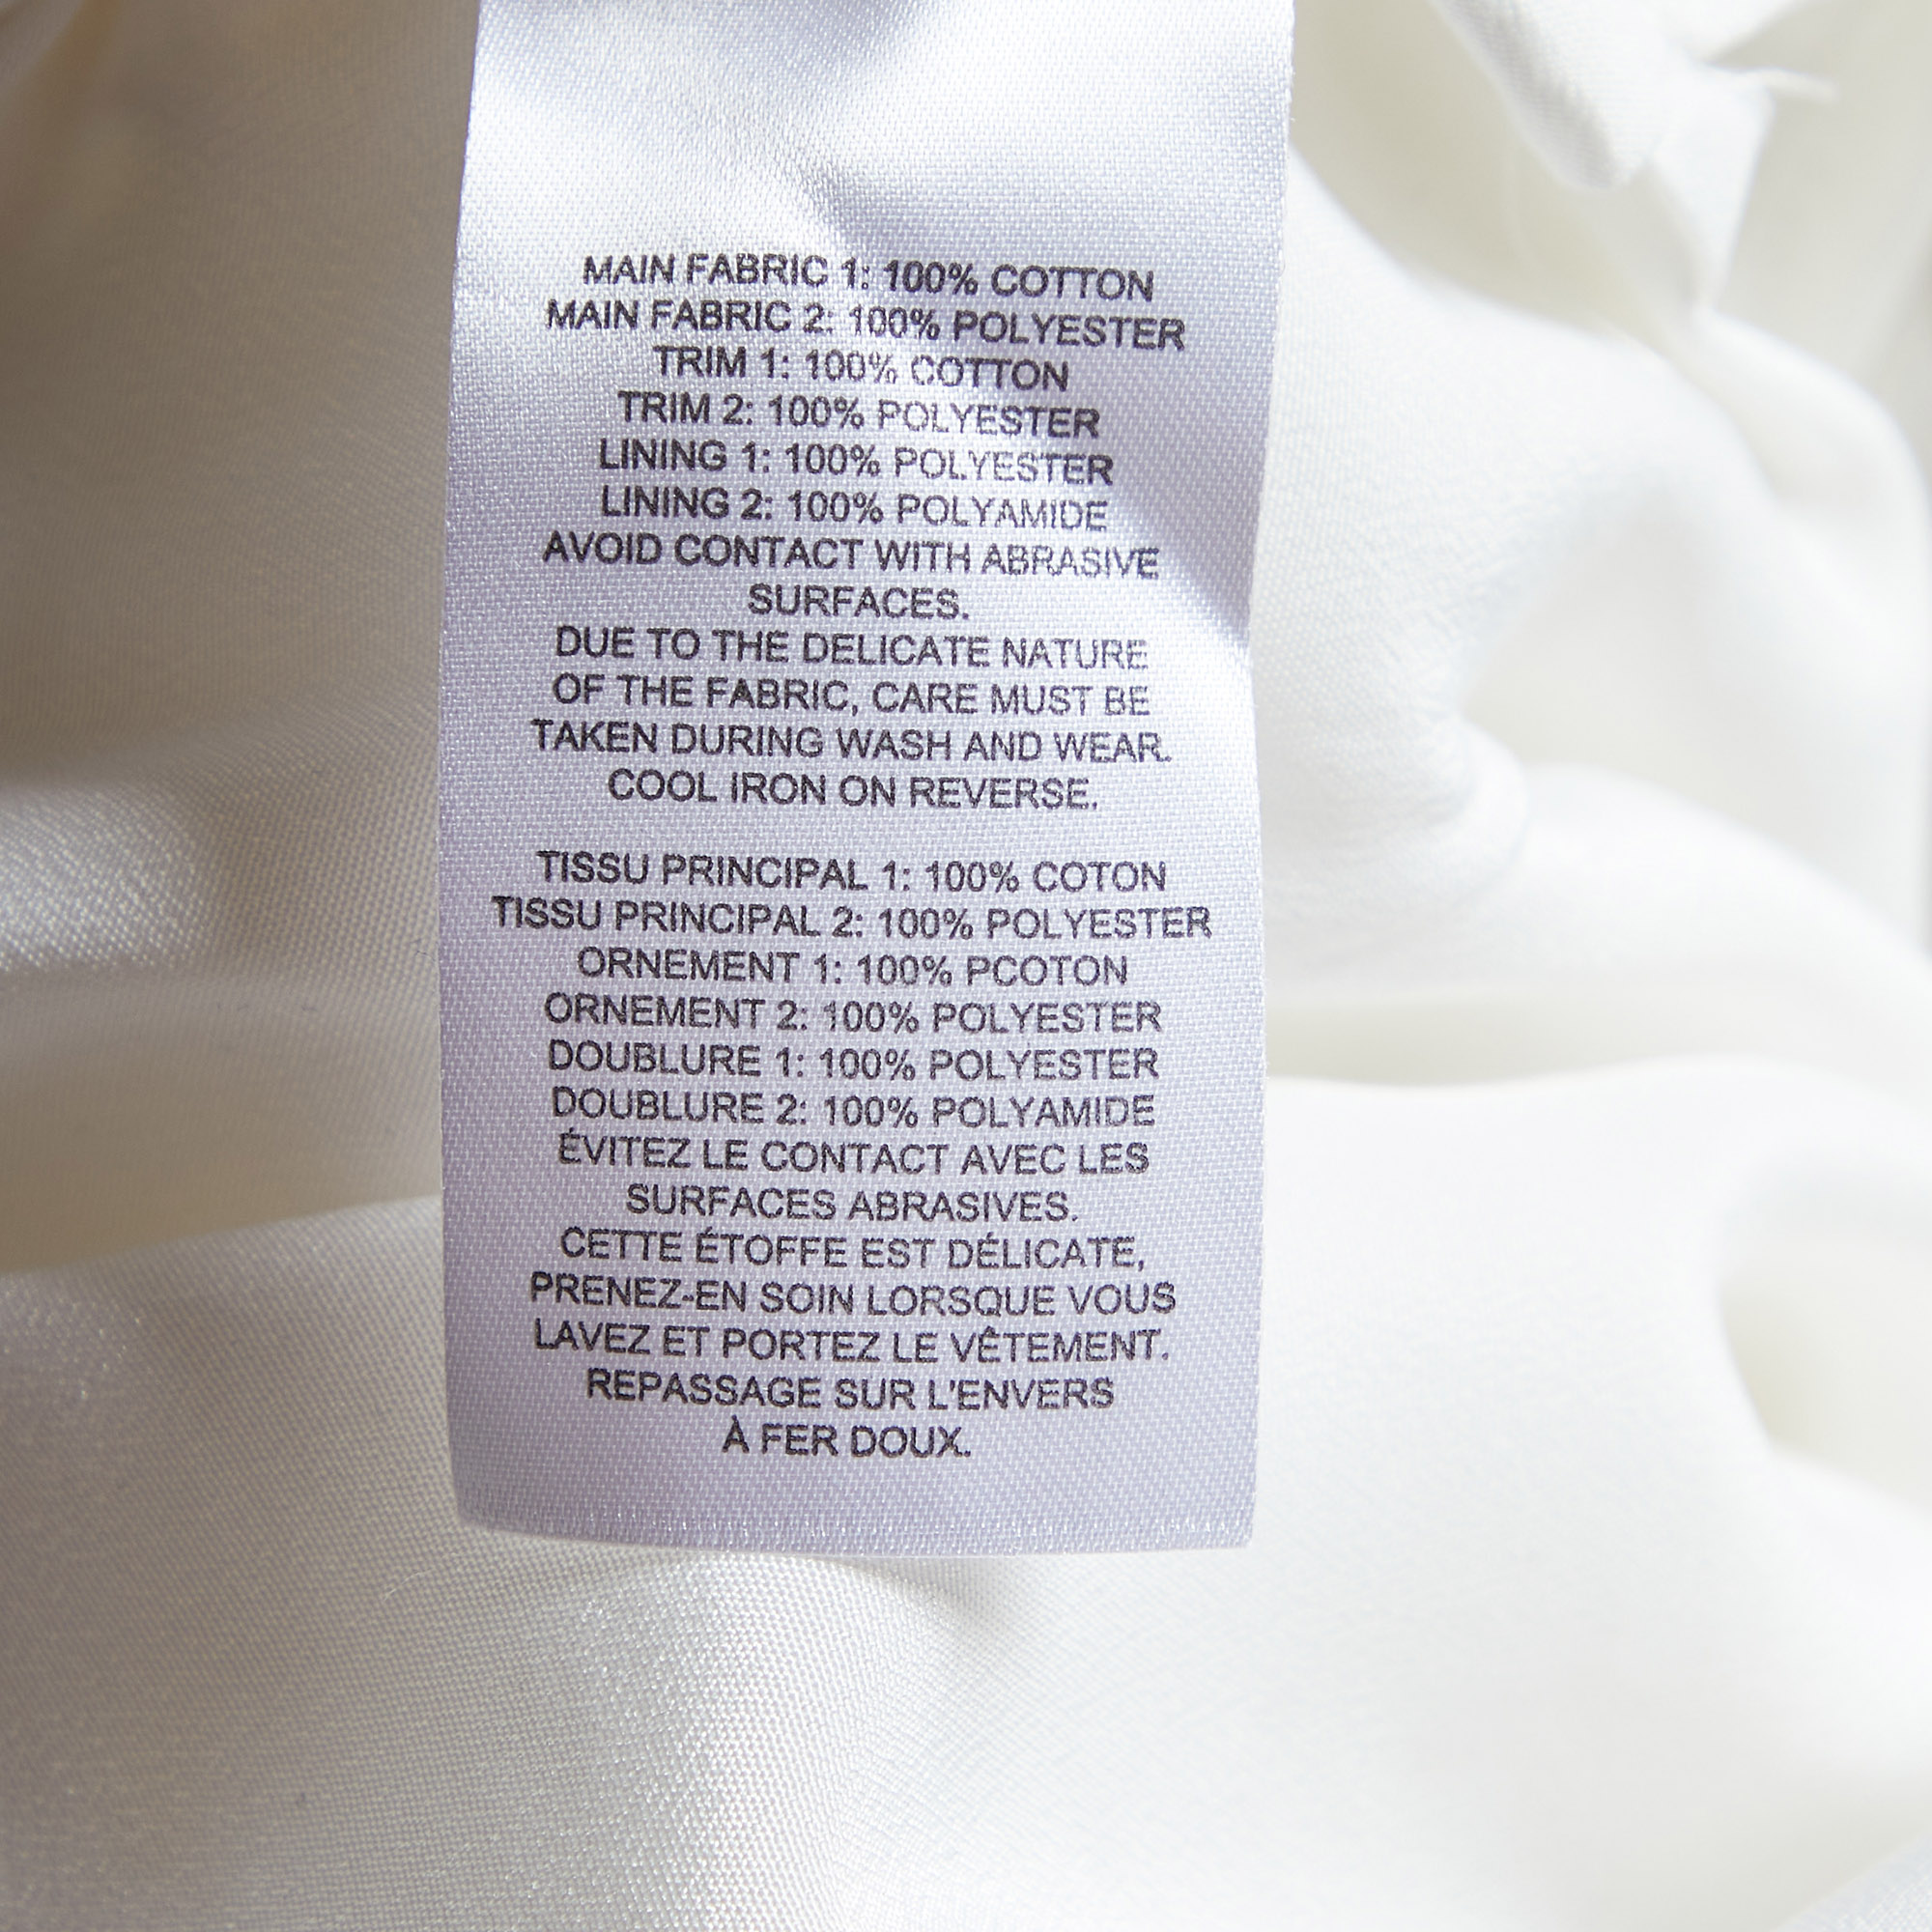 MAIN FABRIC 1: 100% COTTON
MAIN FABRIC 2: 100% POLYESTER
TRIM 1: 100% COTTON
TRIM 2: 100% POLYESTER
LINING 1: 100% POLYESTER
LINING 2: 100% POLYAMIDE
AVOID CONTACT WITH ABRASIVE
SURFACES.
DUE TO THE DELICATE NATURE
OF THE FABRIC, CARE MUST BE
TAKEN DURING WASH AND WEAR.
COOL IRON ON REVERSE.
TISSU PRINCIPAL 1: 100% COTON
TISSU PRINCIPAL 2: 100% POLYESTER
ORNEMENT 1: 100% PCOTON
ORNEMENT 2: 100% POLYESTER
DOUBLURE 1: 100% POLYESTER
DOUBLURE 2: 100% POLYAMIDE
ÉVITEZ LE CONTACT AVEC LES
SURFACES ABRASIVES.
CETTE ÉTOFFE EST DÉLICATE,
PRENEZ-EN SOIN LORSQUE VOUS
LAVEZ ET PORTEZ LE VÊTEMENT.
REPASSAGE SUR L'ENVERS
À FER DOUX.